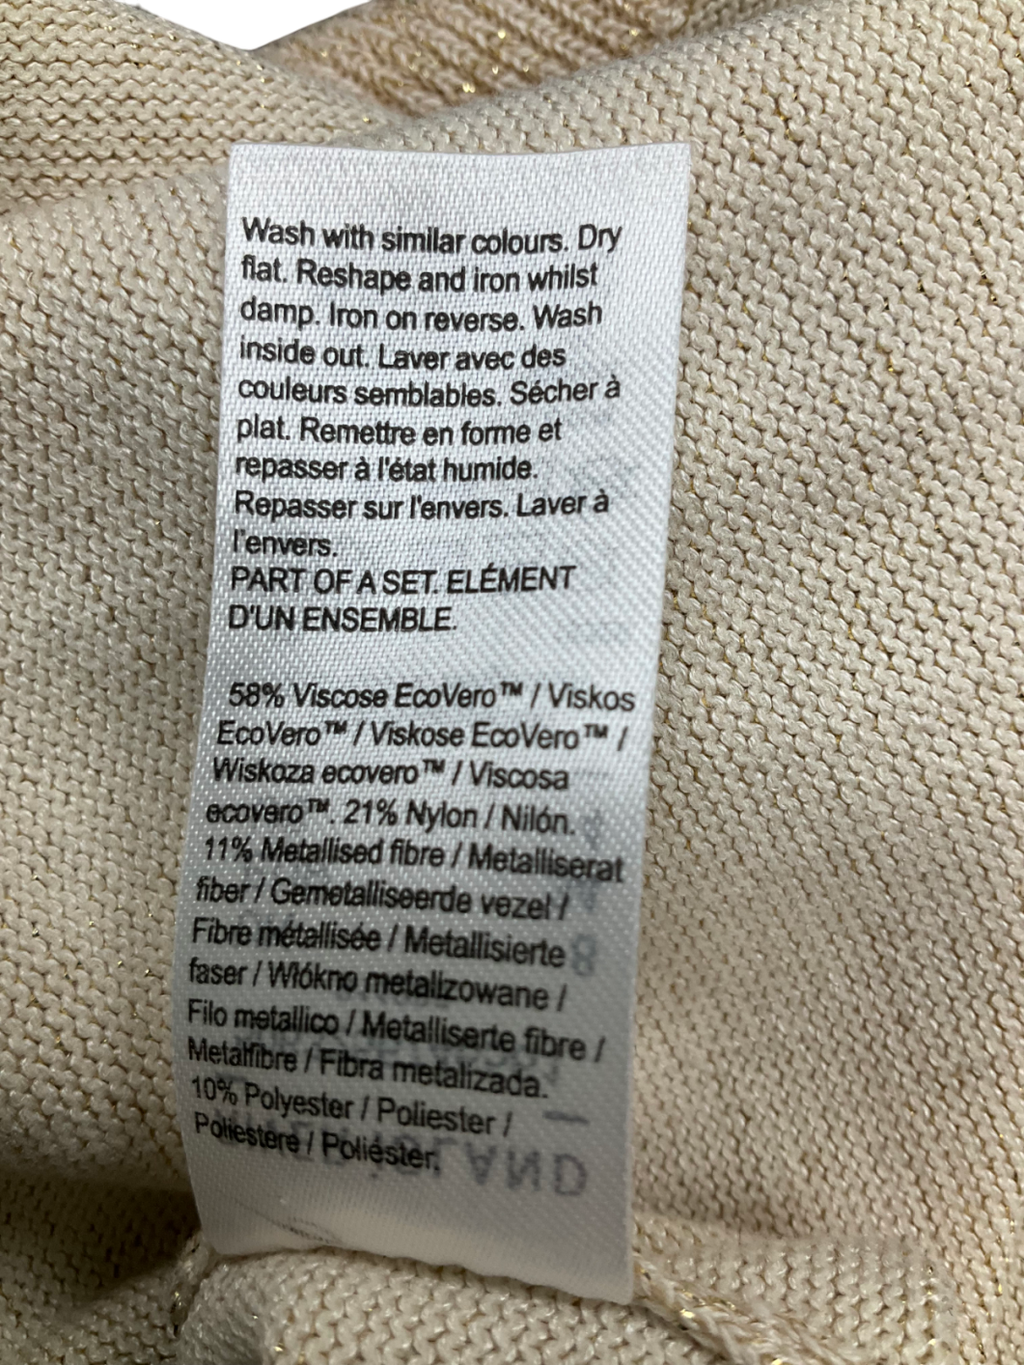 Wash with similar colours. Dry
flat. Reshape and iron whilst
damp. Iron on reverse. Wash
inside out. Laver avec des
couleurs semblables. Sécher à
plat. Remettre en forme et
repasser à l'état humide.
Repasser sur l'envers. Laver à
l'envers.
PART OF A SET. ELÉMENT
D'UN ENSEMBLE.
58% Viscose EcoVero™ / Viskos
EcoVero™ / Viskose EcoVero™ /
Wiskoza ecovero™ / Viscosa
ecovero™. 21% Nylon / Nilón.
11% Metallised fibre / Metalliserat
fiber / Gemetalliseerde vezel /
Fibre métallisée / Metallisierte
faser / Włókno metalizowane /
Filo metallico / Metalliserte fibre /
Metalfibre / Fibra metalizada.
10% Polyester / Poliester /
Poliestere / Poliéster.